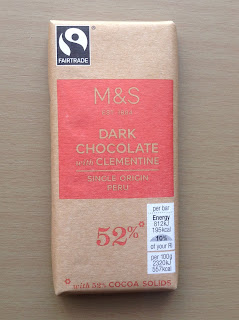 FAIRTRADE
M&S
EST. 1884
DARK
CHOCOLATE
with CLEMENTINE
SINGLE ORIGIN
PERU
52%*
* with 52% COCOA SOLIDS
per bar
Energy
812kJ
195kcal
10%
of your RI
per 100g
2320kJ
557kcal